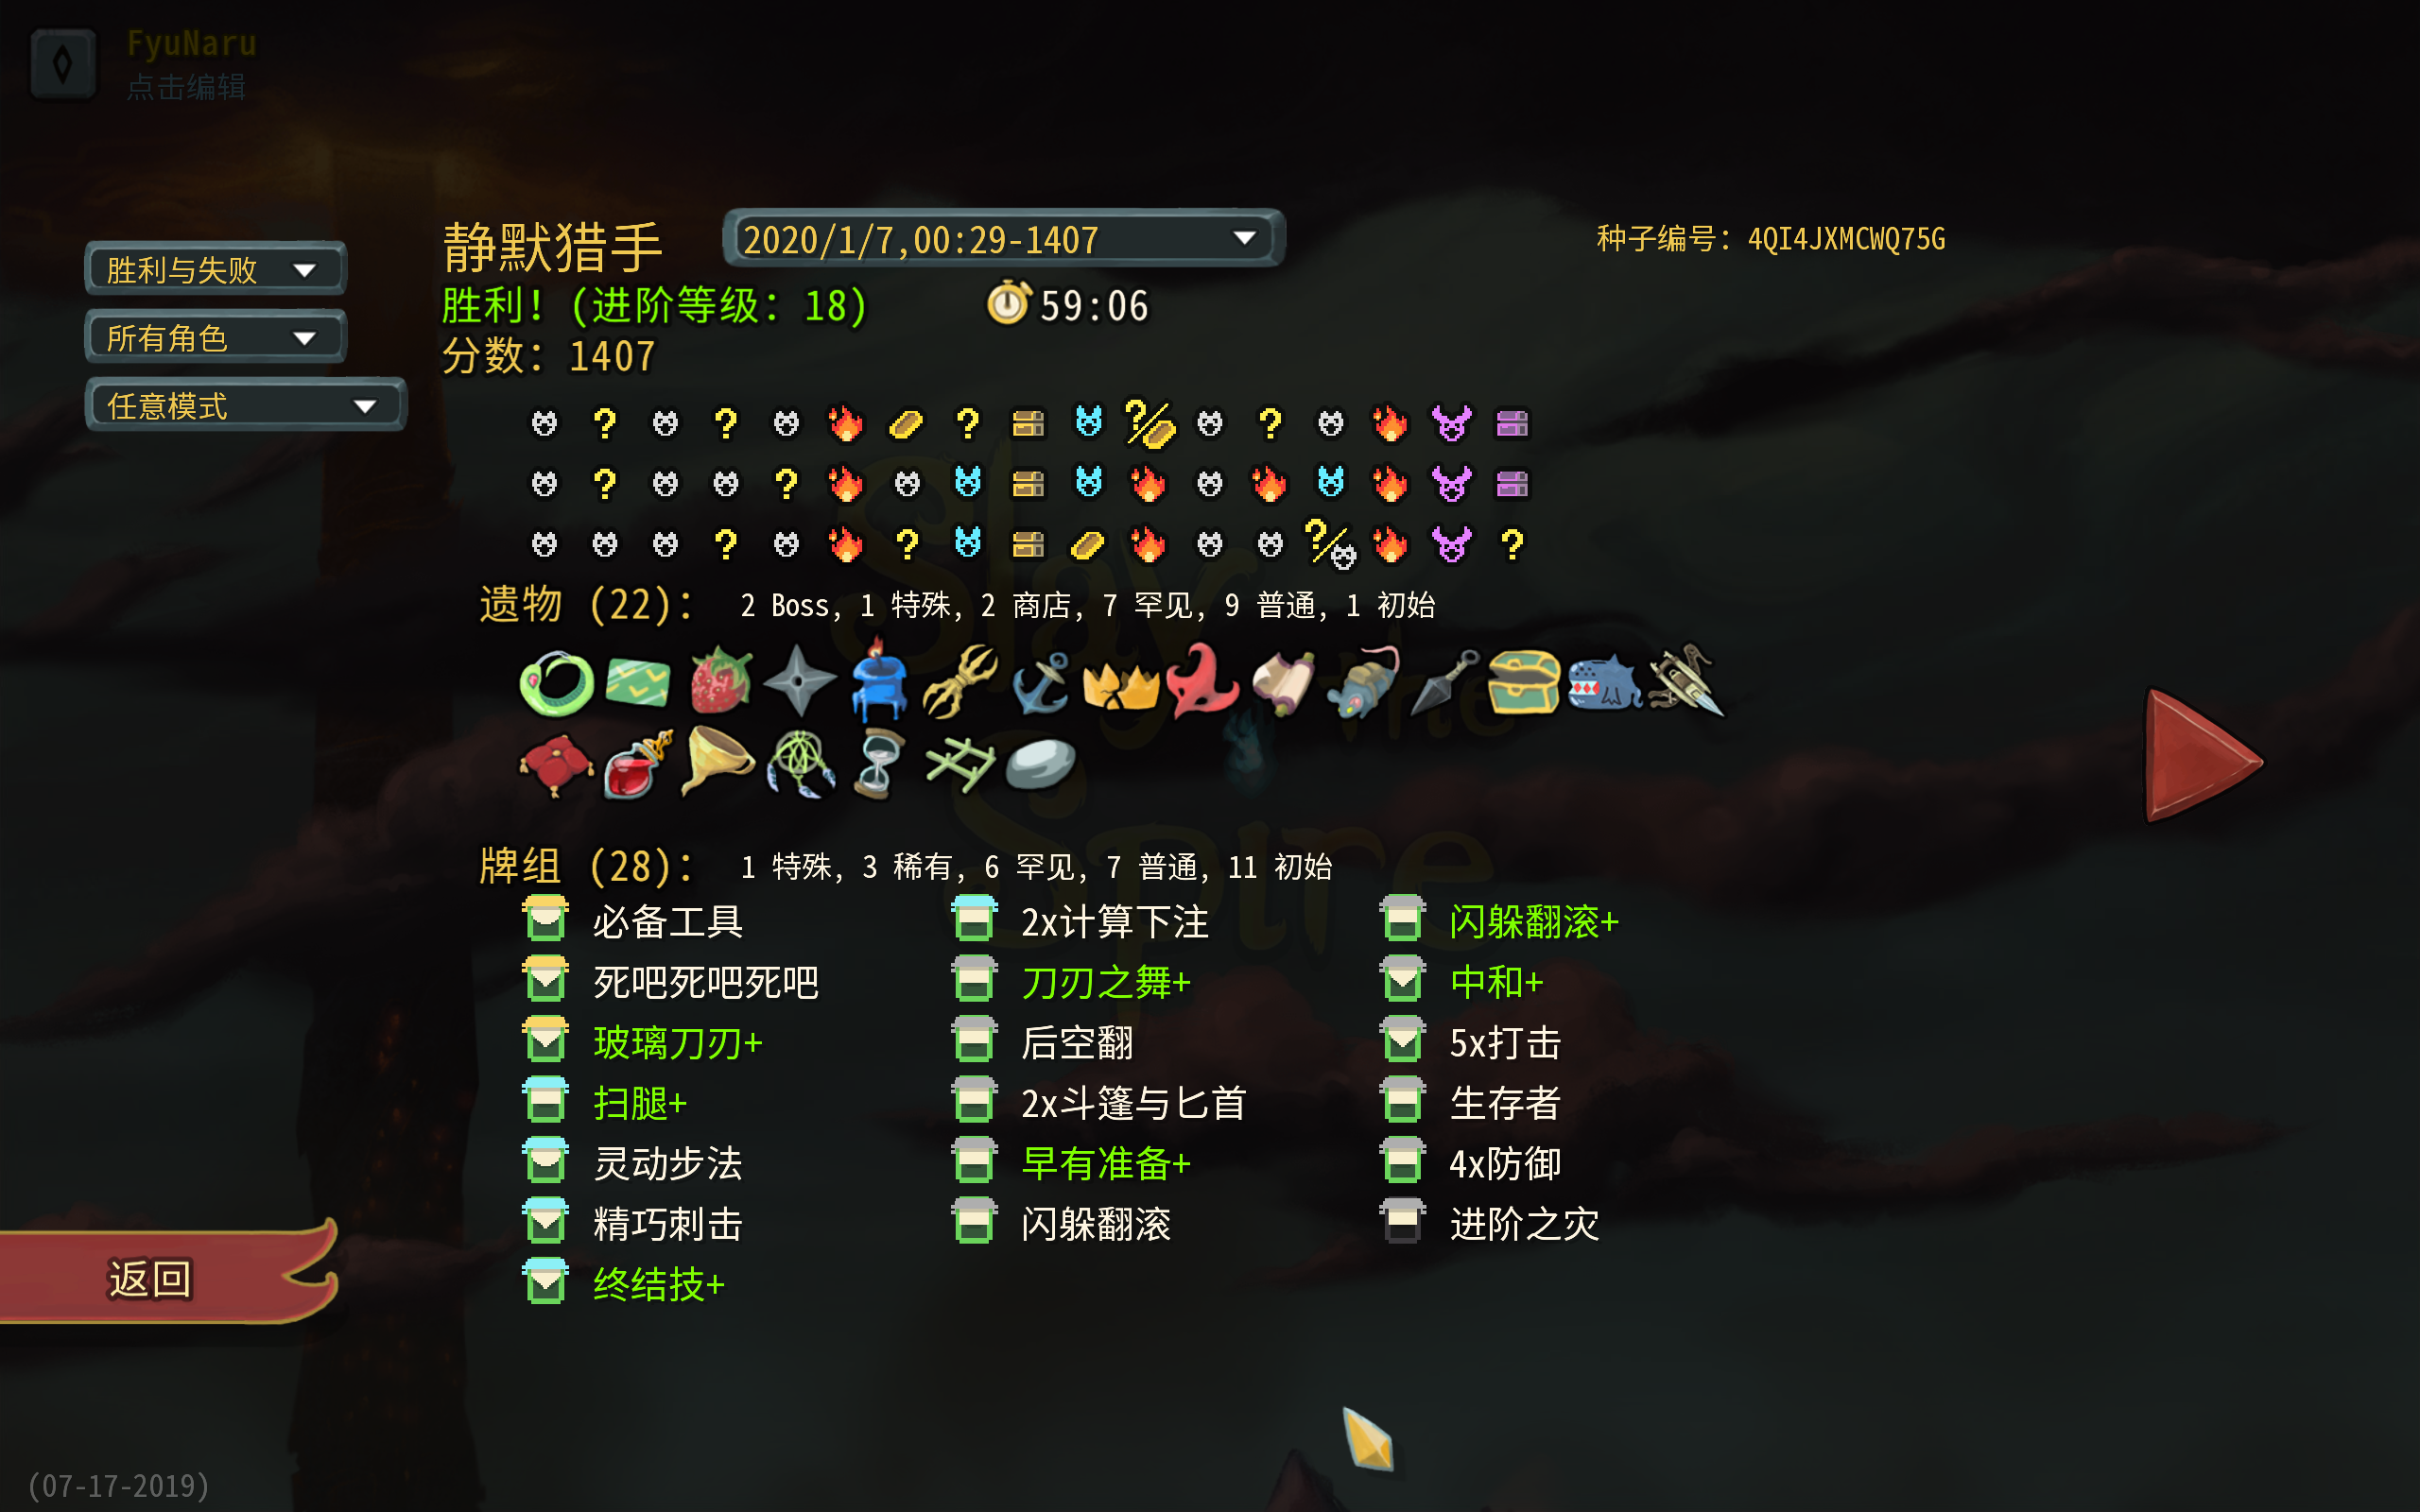 FyuNaru
点击编辑
静默猎手
2020/1/7,00:29-1407
种子编号: 4QI4JXMCWQ75G
胜利与失败
所有角色
任意模式
胜利! (进阶等级: 18)
59:06
分数: 1407
遗物 (22):
2 Boss, 1 特殊, 2 商店, 7 罕见, 9 普通, 1 初始
牌组 (28):
1 特殊, 3 稀有, 6 罕见, 7 普通, 11 初始
必备工具
死吧死吧死吧
玻璃刀刃+
扫腿+
灵动步法
精巧刺击
终结技+
2x计算下注
刀刃之舞+
后空翻
2x斗篷与匕首
早有准备+
闪躲翻滚
闪躲翻滚+
中和+
5x打击
生存者
4x防御
进阶之灾
返回
Slay
the
Spire
(07-17-2019)